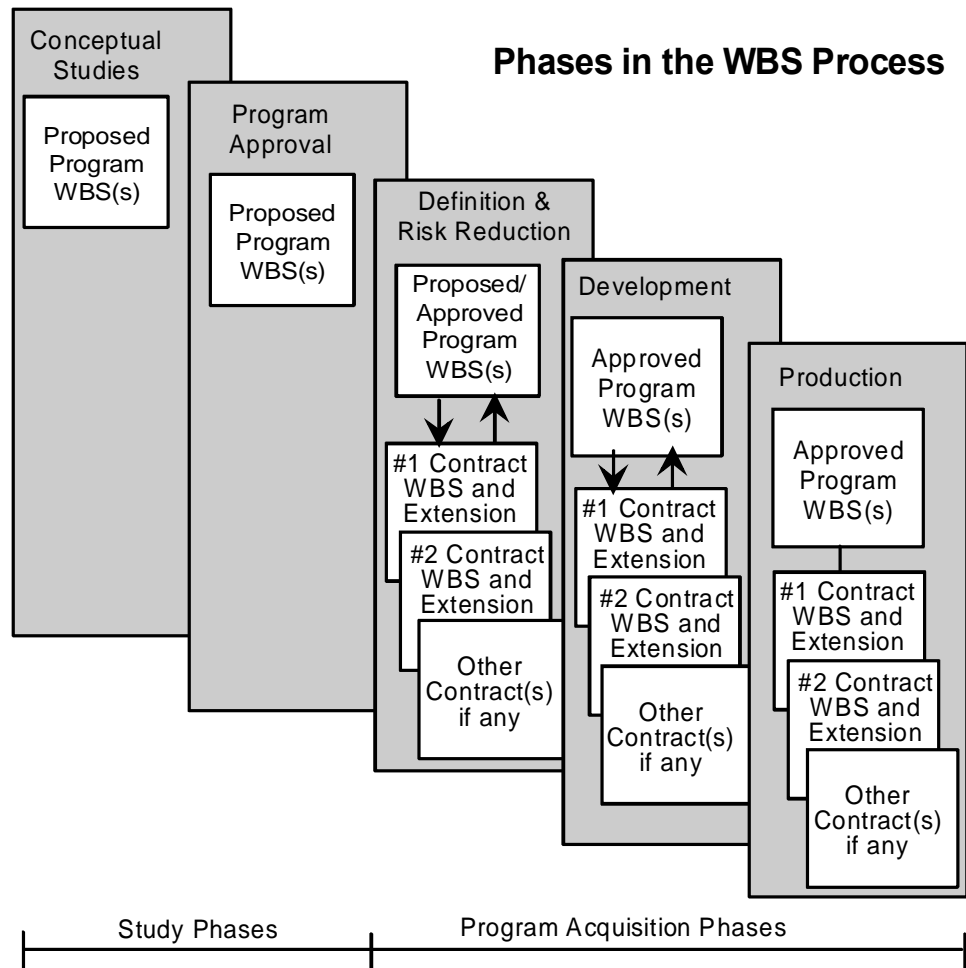 Phases in the WBS Process
Conceptual
Studies
Proposed
Program
WBS(s)
Program
Approval
Proposed
Program
WBS(s)
Definition &
Risk Reduction
Proposed/
Approved
Program
WBS(s)
#1 Contract
WBS and
Extension
#2 Contract
WBS and
Extension
Other
Contract(s)
if any
Development
Approved
Program
WBS(s)
#1 Contract
WBS and
Extension
#2 Contract
WBS and
Extension
Other
Contract(s)
if any
Production
Approved
Program
WBS(s)
#1 Contract
WBS and
Extension
#2 Contract
WBS and
Extension
Other
Contract(s)
if any
Study Phases
Program Acquisition Phases